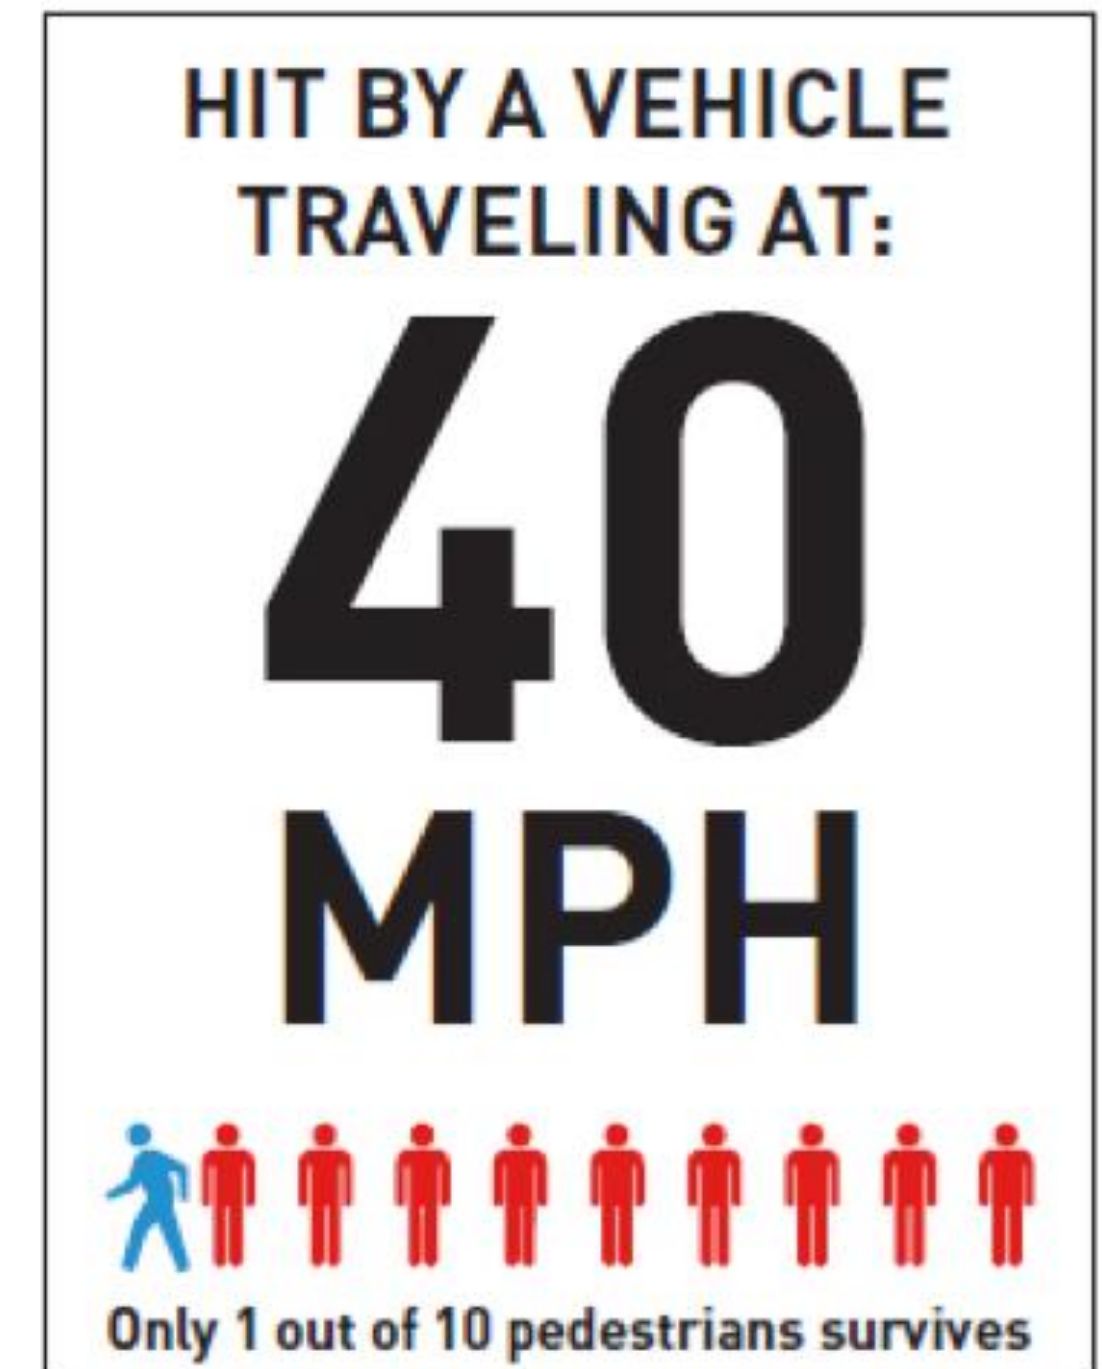 HIT BY A VEHICLE
TRAVELING AT:
40
MPH
Only 1 out of 10 pedestrians survives